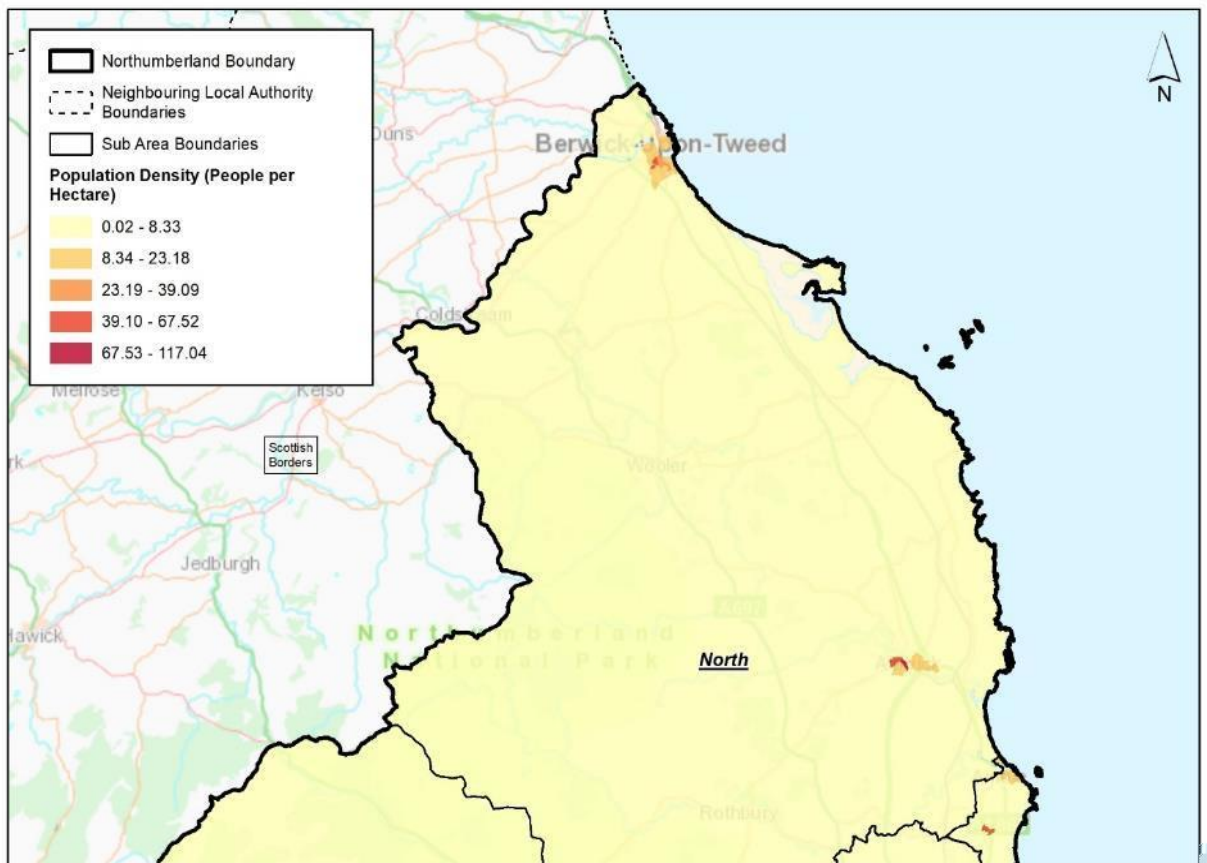 Northumberland Boundary
Neighbouring Local Authority
Boundaries
Sub Area Boundaries
Population Density (People per
Hectare)
0.02 - 8.33
8.34 - 23.18
23.19 - 39.09
39.10 - 67.52
67.53 - 117.04
N
Duns
Berwick-upon-Tweed
Coldstream
Melrose
Kelso
Scottish
Borders
Wooler
Jedburgh
Hawick
A697
Northumberland
National Park
North
Rothbury